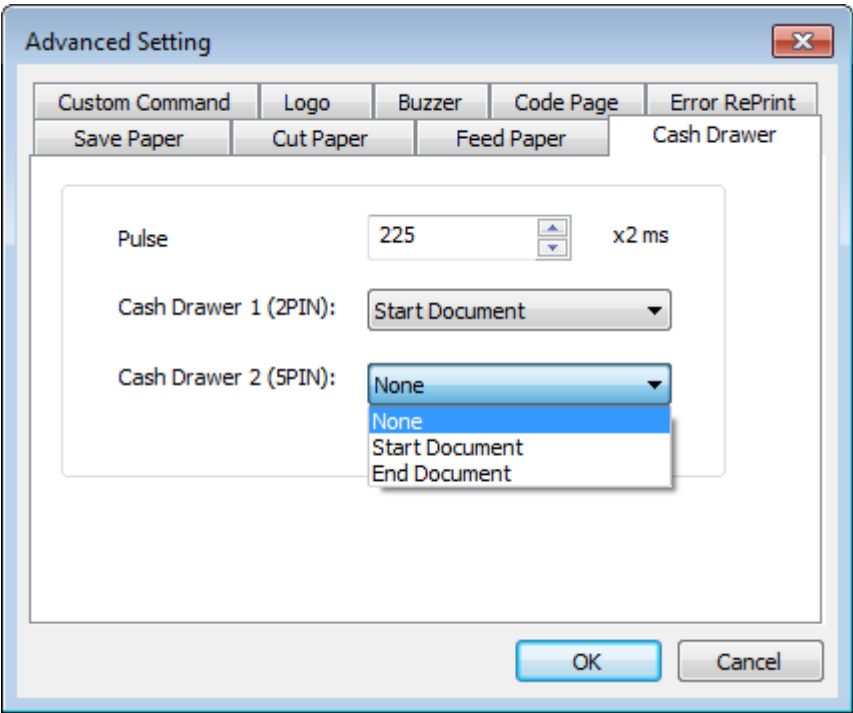 Advanced Setting
Custom Command Logo Buzzer Code Page Error RePrint
Save Paper Cut Paper Feed Paper Cash Drawer
Pulse 225 x2 ms
Cash Drawer 1 (2PIN): Start Document
Cash Drawer 2 (5PIN): None
None
Start Document
End Document
OK Cancel